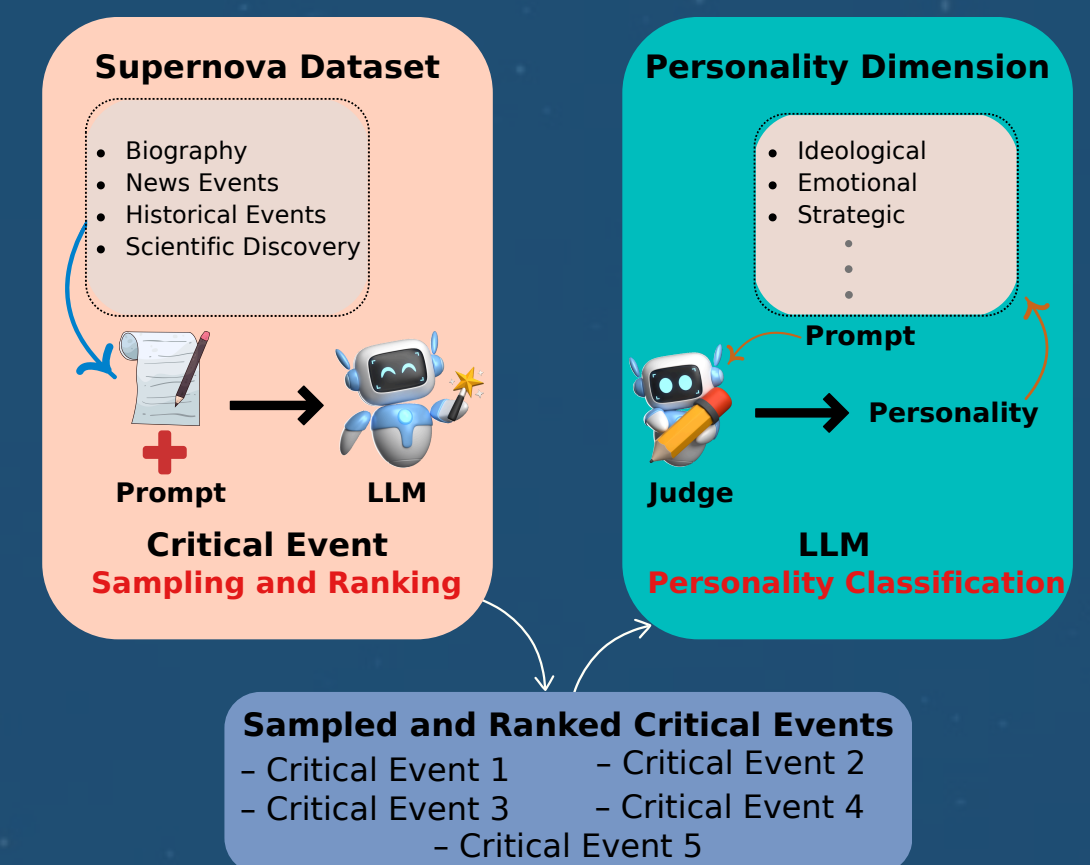 Supernova Dataset
• Biography
• News Events
• Historical Events
• Scientific Discovery
Prompt
LLM
Critical Event
Sampling and Ranking
Personality Dimension
• Ideological
• Emotional
• Strategic
Prompt
Personality
Judge
LLM
Personality Classification
Sampled and Ranked Critical Events
– Critical Event 1
– Critical Event 2
– Critical Event 3
– Critical Event 4
– Critical Event 5